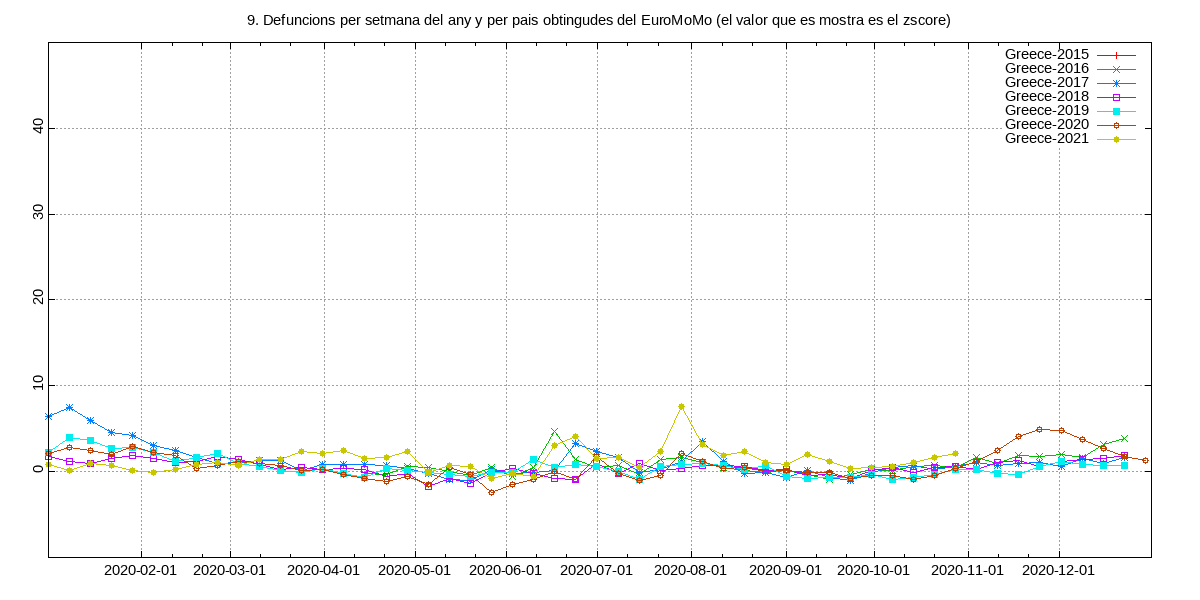 9. Defuncions per setmana del any y per pais obtingudes del EuroMoMo (el valor que es mostra es el zscore)
Greece-2015
Greece-2016
Greece-2017
Greece-2018
Greece-2019
Greece-2020
Greece-2021
40
30
20
10
0
2020-02-01 2020-03-01 2020-04-01 2020-05-01 2020-06-01 2020-07-01 2020-08-01 2020-09-01 2020-10-01 2020-11-01 2020-12-01